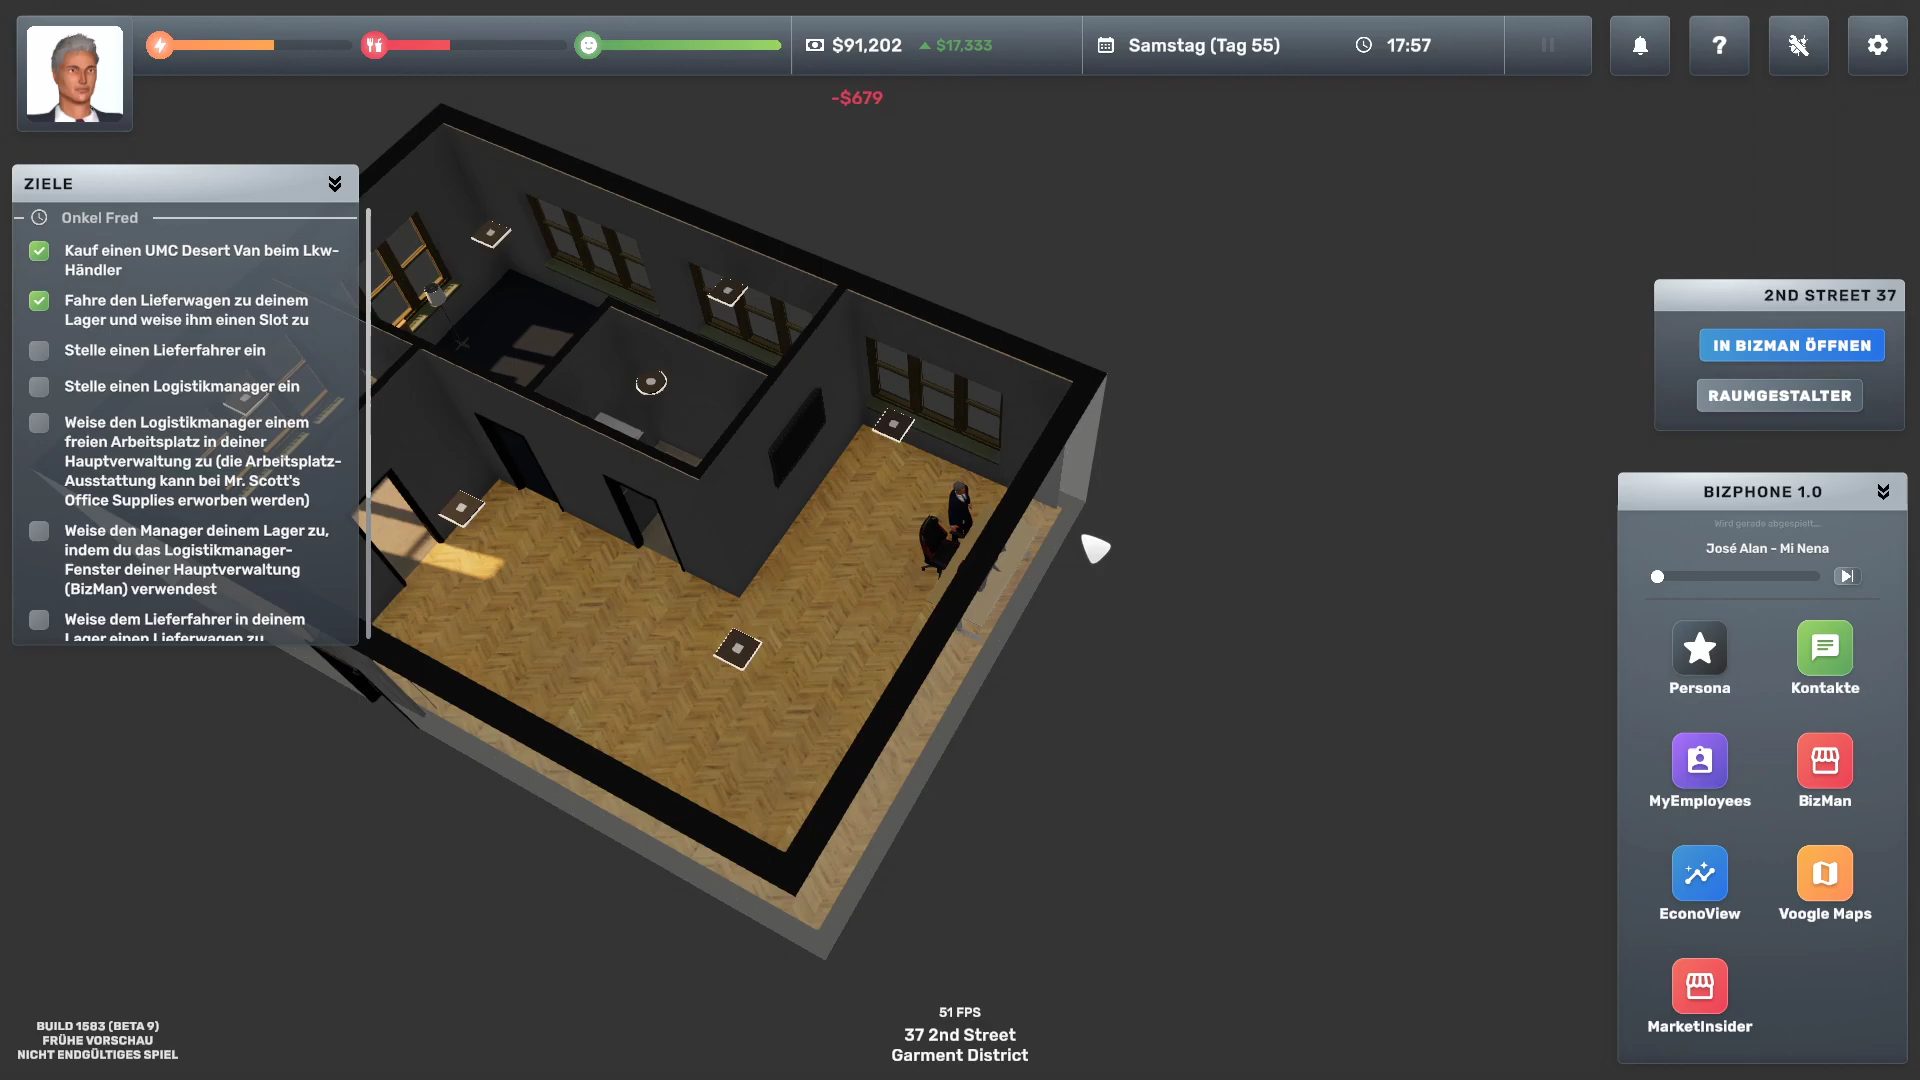 $91,202
$17,333
Samstag (Tag 55)
17:57
?
-$679
ZIELE
Onkel Fred
Kauf einen UMC Desert Van beim Lkw-
Händler
Fahre den Lieferwagen zu deinem
Lager und weise ihm einen Slot zu
Stelle einen Lieferfahrer ein
Stelle einen Logistikmanager ein
Weise den Logistikmanager einem
freien Arbeitsplatz in deiner
Hauptverwaltung zu (die Arbeitsplatz-
Ausstattung kann bei Mr. Scott's
Office Supplies erworben werden)
Weise den Manager deinem Lager zu,
indem du das Logistikmanager-
Fenster deiner Hauptverwaltung
(BizMan) verwendest
Weise dem Lieferfahrer in deinem
Lager einen Lieferwagen zu
2ND STREET 37
IN BIZMAN ÖFFNEN
RAUMGESTALTER
BIZPHONE 1.0
Wird gerade abgespielt...
José Alan - Mi Nena
Persona
Kontakte
MyEmployees
BizMan
EconoView
Voogle Maps
MarketInsider
51 FPS
37 2nd Street
Garment District
BUILD 1583 (BETA 9)
FRÜHE VORSCHAU
NICHT ENDGÜLTIGES SPIEL